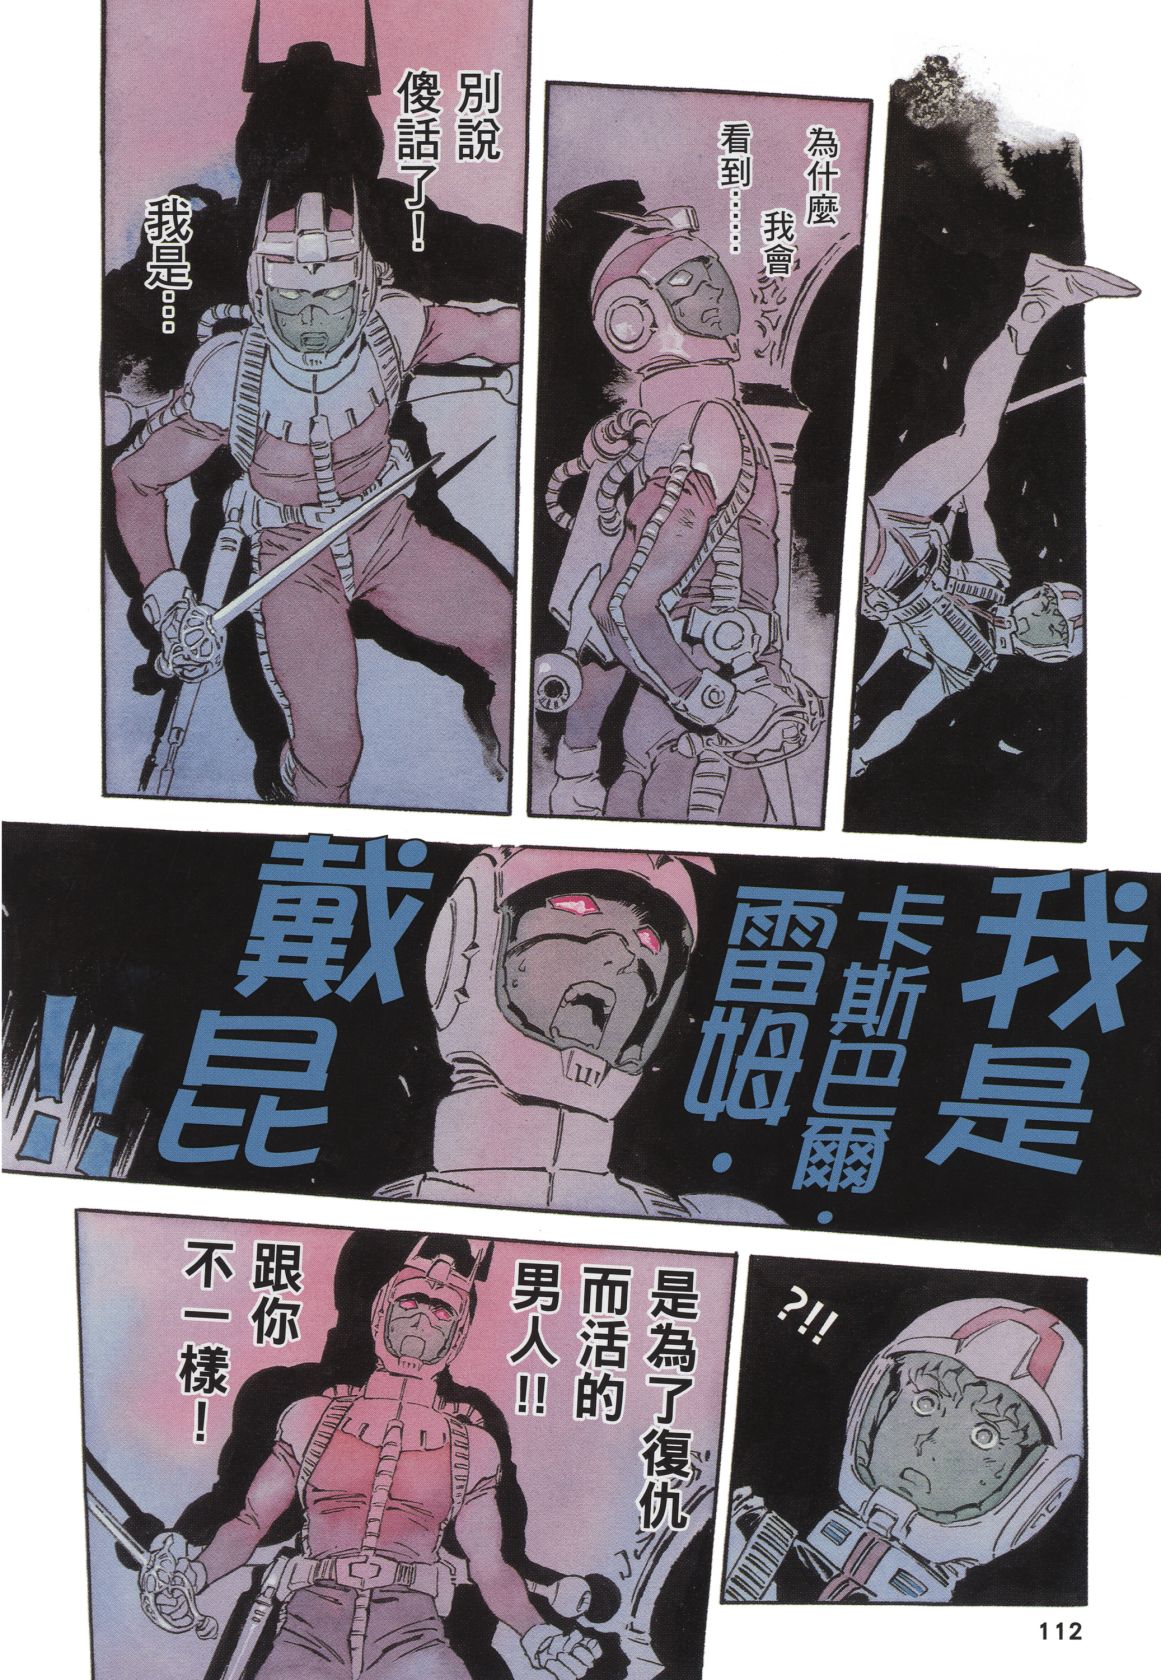 為什麼
我會
看到……
別說
傻話了！
我是…
我是
卡斯巴爾·
雷姆·
戴昆
!!
?!!
是為了復仇
而活的
男人!!
跟你
不一樣！
112